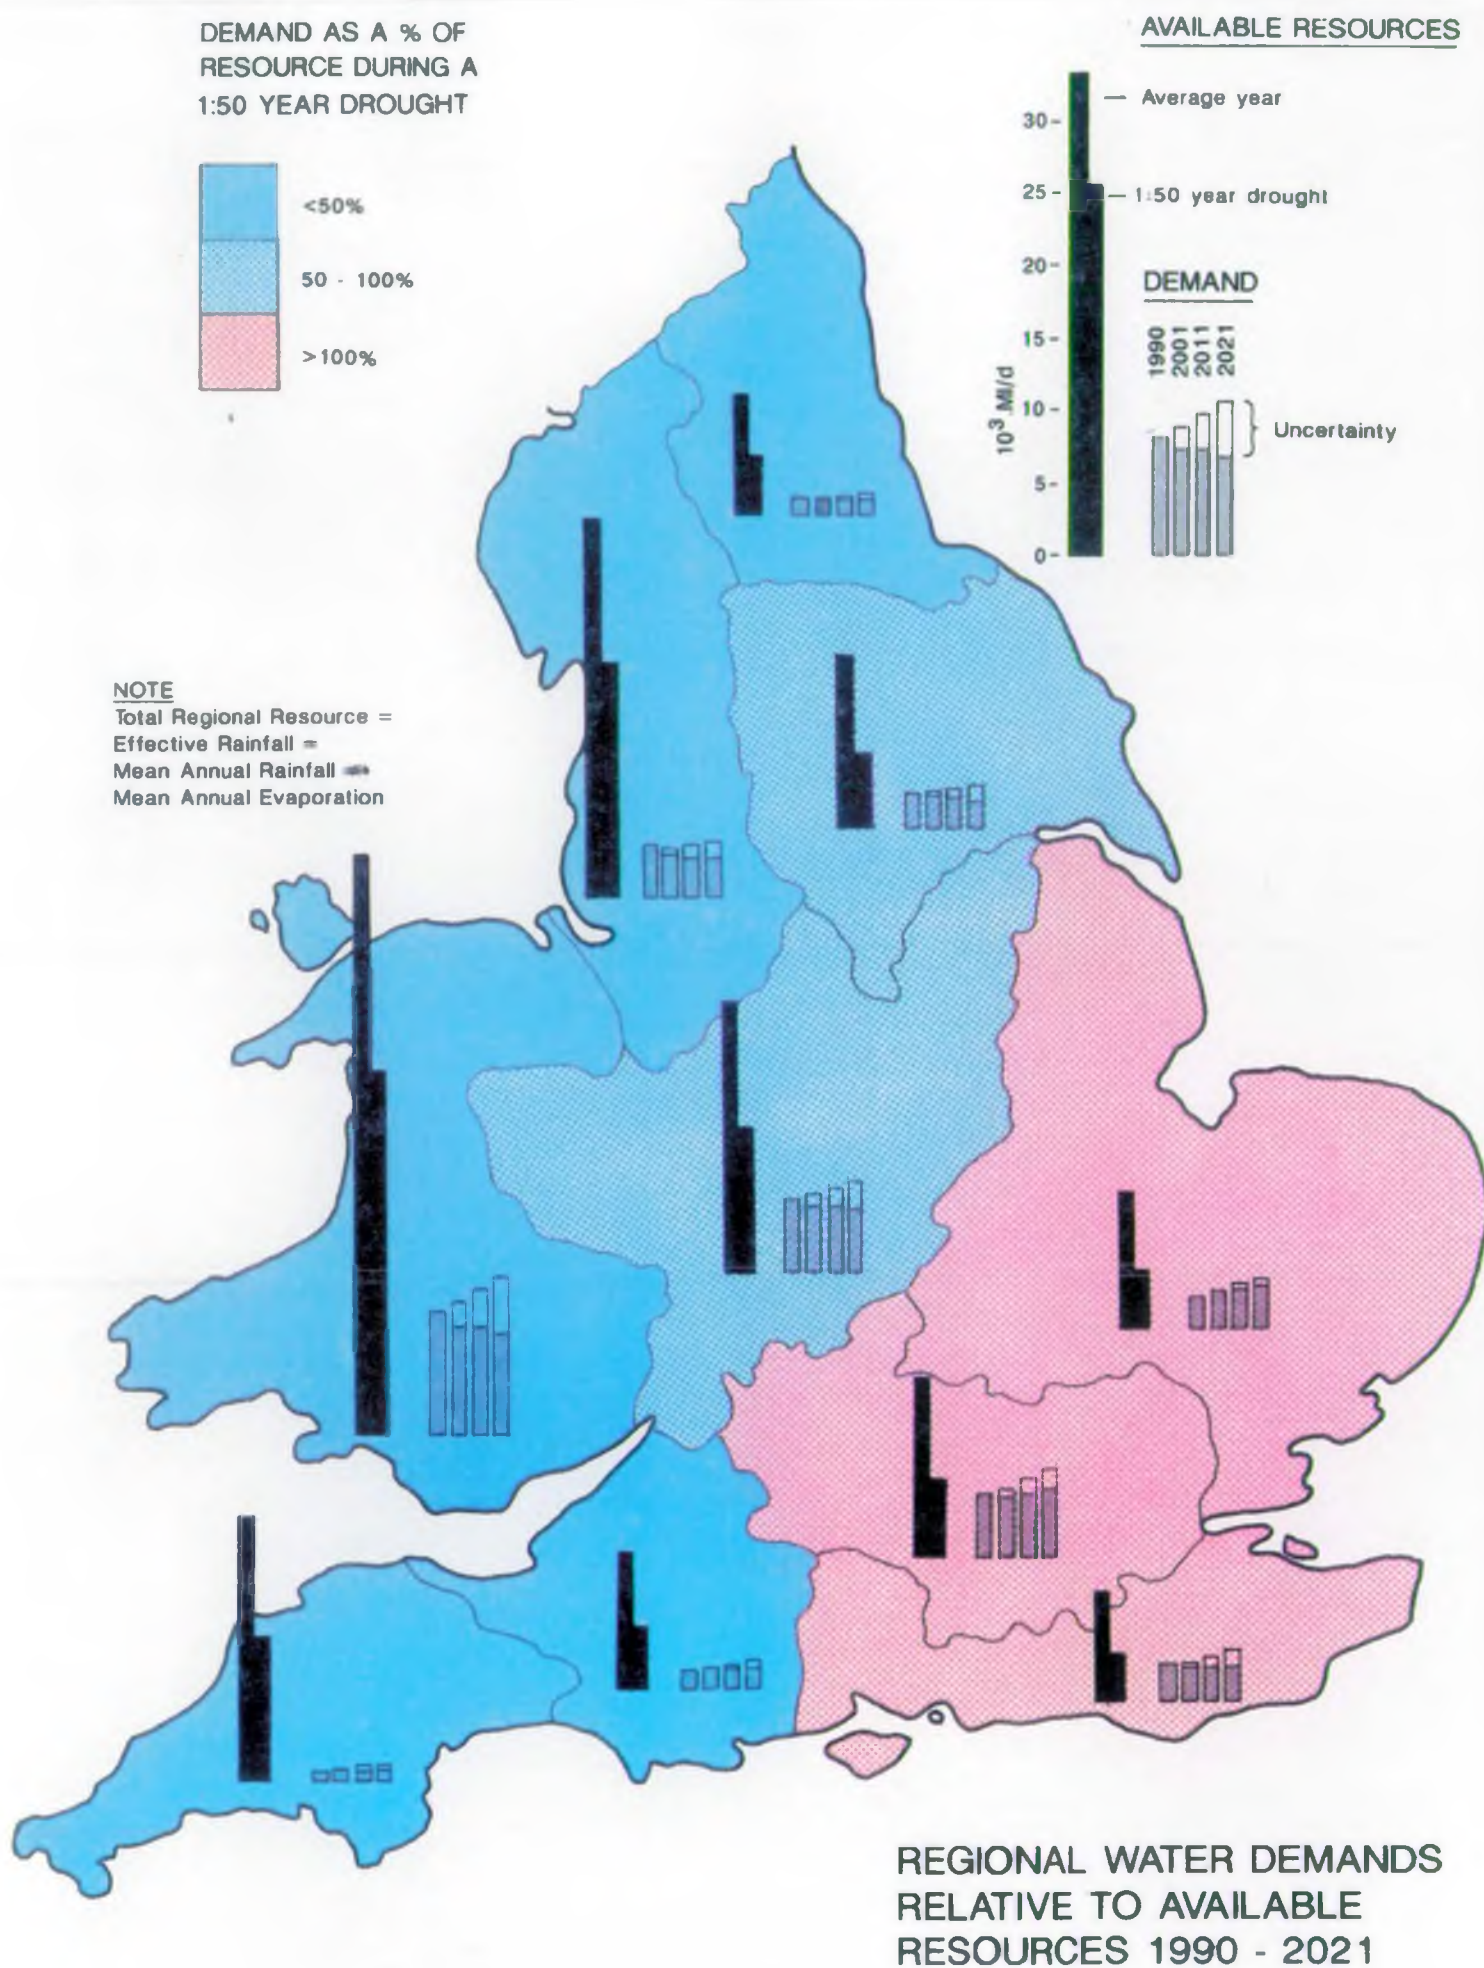 DEMAND AS A % OF
RESOURCE DURING A
1:50 YEAR DROUGHT
<50%
50 - 100%
>100%
AVAILABLE RESOURCES
Average year
1:50 year drought
30
25
20
15
10
5
0
10³ Ml/d
DEMAND
1990
2001
2011
2021
Uncertainty
NOTE
Total Regional Resource =
Effective Rainfall =
Mean Annual Rainfall -
Mean Annual Evaporation
REGIONAL WATER DEMANDS
RELATIVE TO AVAILABLE
RESOURCES 1990 - 2021